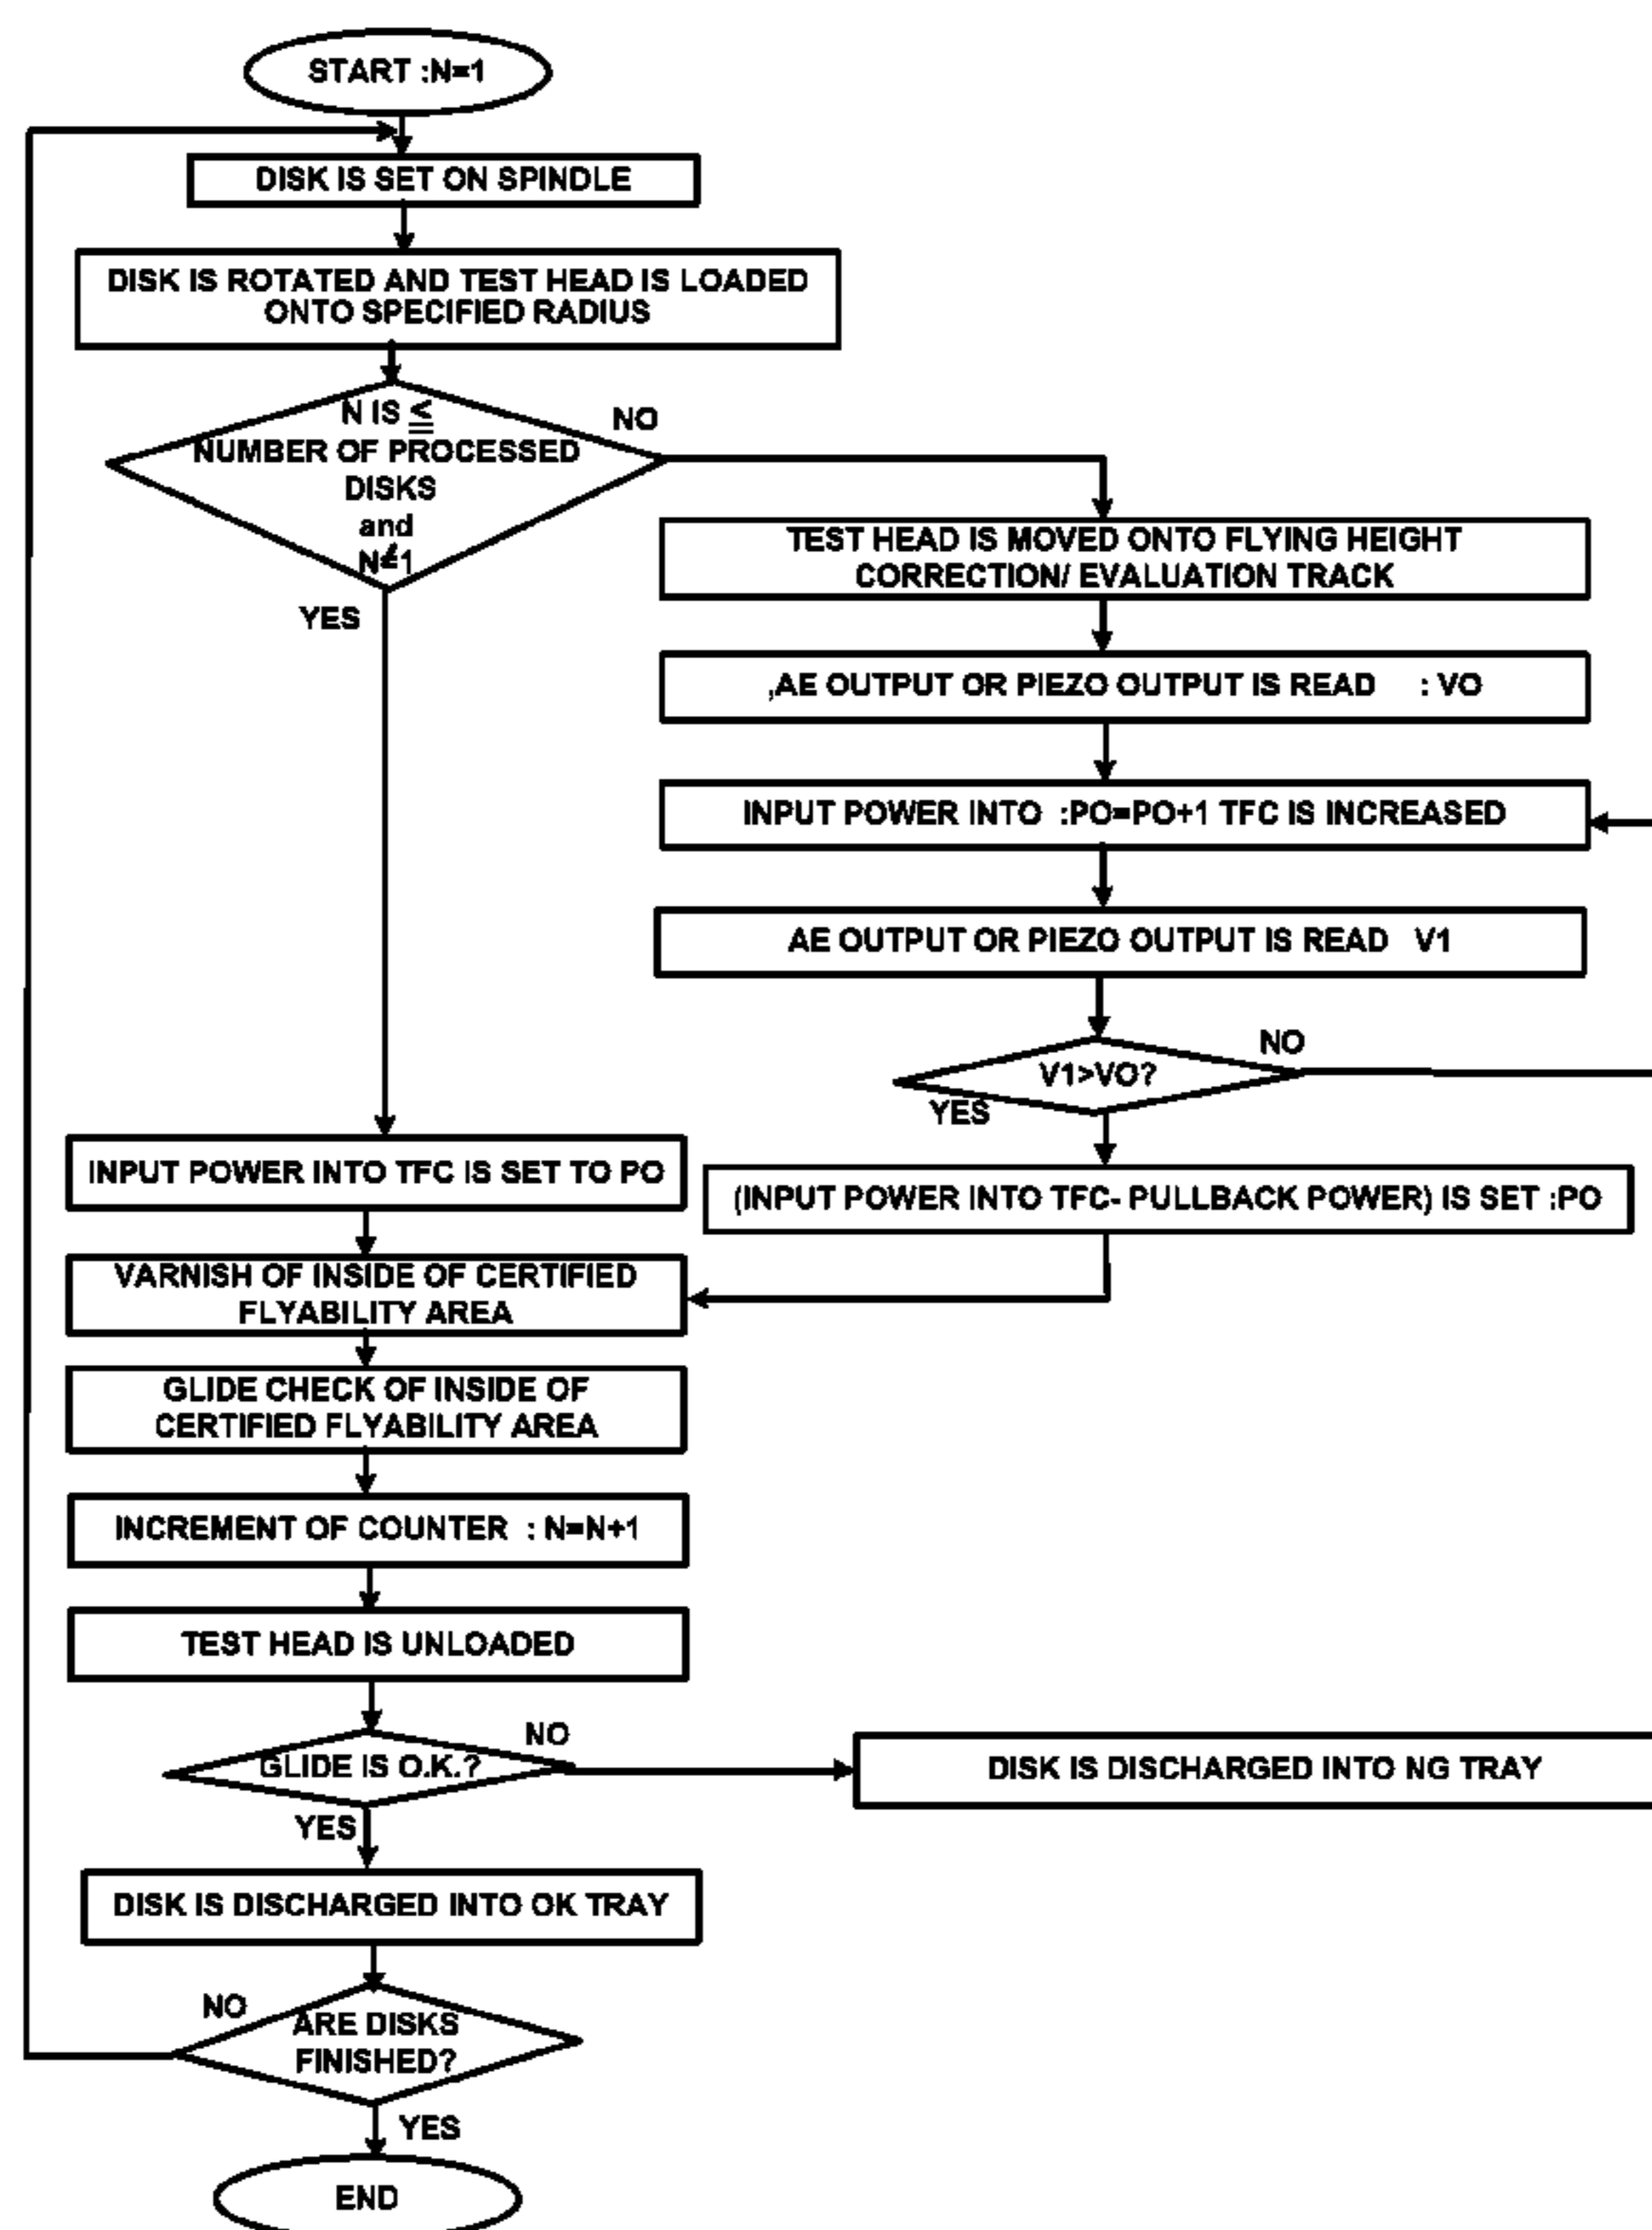 START :N=1
DISK IS SET ON SPINDLE
DISK IS ROTATED AND TEST HEAD IS LOADED
ONTO SPECIFIED RADIUS
N IS ≦
NUMBER OF PROCESSED
DISKS
and
N≠1
NO
YES
TEST HEAD IS MOVED ONTO FLYING HEIGHT
CORRECTION/ EVALUATION TRACK
,AE OUTPUT OR PIEZO OUTPUT IS READ : VO
INPUT POWER INTO :PO=PO+1 TFC IS INCREASED
AE OUTPUT OR PIEZO OUTPUT IS READ V1
V1>VO?
NO
YES
(INPUT POWER INTO TFC- PULLBACK POWER) IS SET :PO
INPUT POWER INTO TFC IS SET TO PO
VARNISH OF INSIDE OF CERTIFIED
FLYABILITY AREA
GLIDE CHECK OF INSIDE OF
CERTIFIED FLYABILITY AREA
INCREMENT OF COUNTER : N=N+1
TEST HEAD IS UNLOADED
GLIDE IS O.K.?
NO
YES
DISK IS DISCHARGED INTO NG TRAY
DISK IS DISCHARGED INTO OK TRAY
ARE DISKS
FINISHED?
NO
YES
END